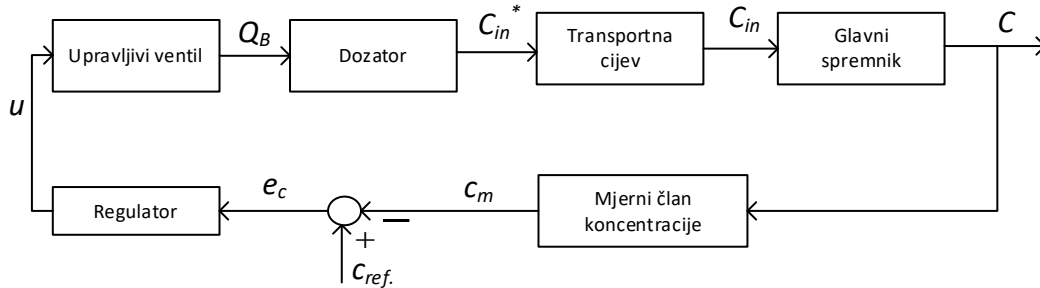 Q_B
C_in^*
C_in
C
Upravljivi ventil
Dozator
Transportna
cijev
Glavni
spremnik
u
e_c
c_m
Regulator
Mjerni član
koncentracije
−
+
c_ref.